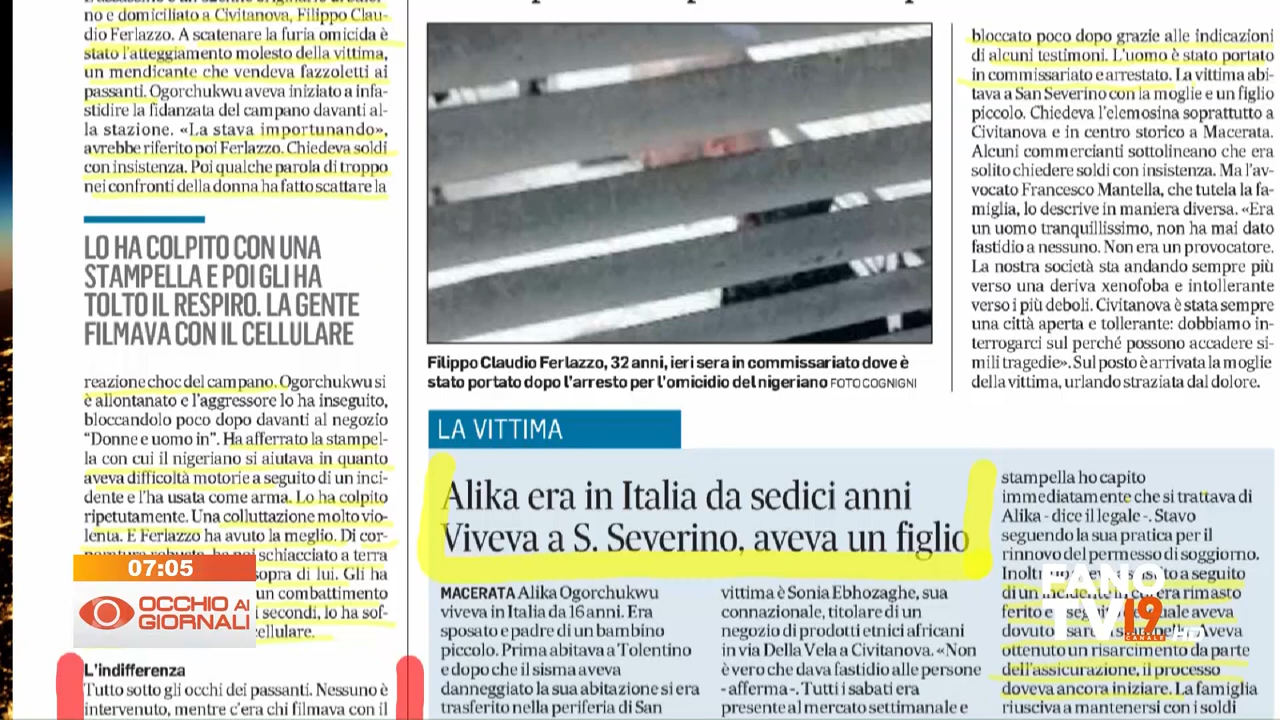 no e domiciliato a Civitanova, Filippo Clau-
dio Ferlazzo. A scatenare la furia omicida è
stato l'atteggiamento molesto della vittima,
un mendicante che vendeva fazzoletti ai
passanti. Ogorchukwu aveva iniziato a infa-
stidire la fidanzata del campano davanti al-
la stazione. «La stava importunando»,
avrebbe riferito poi Ferlazzo. Chiedeva soldi
con insistenza. Poi qualche parola di troppo
nei confronti della donna ha fatto scattare la
LO HA COLPITO CON UNA
STAMPELLA E POI GLI HA
TOLTO IL RESPIRO. LA GENTE
FILMAVA CON IL CELLULARE
reazione choc del campano. Ogorchukwu si
è allontanato e l'aggressore lo ha inseguito,
bloccandolo poco dopo davanti al negozio
"Donne e uomo in". Ha afferrato la stampel-
la con cui il nigeriano si aiutava in quanto
aveva difficoltà motorie a seguito di un inci-
dente e l'ha usata come arma. Lo ha colpito
ripetutamente. Una colluttazione molto vio-
lenta. E Ferlazzo ha avuto la meglio. Di cor-
schiacciato a terra
sopra di lui. Gli ha
un combattimento
i secondi, lo ha sof-
cellulare.
07:05
OCCHIO AI
GIORNALI
L'indifferenza
Tutto sotto gli occhi dei passanti. Nessuno è
intervenuto, mentre c'era chi filmava con il
Filippo Claudio Ferlazzo, 32 anni, ieri sera in commissariato dove è
stato portato dopo l'arresto per l'omicidio del nigeriano FOTO COGNIGNI
bloccato poco dopo grazie alle indicazioni
di alcuni testimoni. L'uomo è stato portato
in commissariato e arrestato. La vittima abi-
tava a San Severino con la moglie e un figlio
piccolo. Chiedeva l'elemosina soprattutto a
Civitanova e in centro storico a Macerata.
Alcuni commercianti sottolineano che era
solito chiedere soldi con insistenza. Ma l'av-
vocato Francesco Mantella, che tutela la fa-
miglia, lo descrive in maniera diversa. «Era
un uomo tranquillissimo, non ha mai dato
fastidio a nessuno. Non era un provocatore.
La nostra società sta andando sempre più
verso una deriva xenofoba e intollerante
verso i più deboli. Civitanova è stata sempre
una città aperta e tollerante: dobbiamo in-
terrogarci sul perché possono accadere si-
mili tragedie». Sul posto è arrivata la moglie
della vittima, urlando straziata dal dolore.
LA VITTIMA
Alika era in Italia da sedici anni
Viveva a S. Severino, aveva un figlio
MACERATA Alika Ogorchukwu
viveva in Italia da 16 anni. Era
sposato e padre di un bambino
piccolo. Prima abitava a Tolentino
e dopo che il sisma aveva
danneggiato la sua abitazione si era
trasferito nella periferia di San
vittima è Sonia Ebhozaghe, sua
connazionale, titolare di un
negozio di prodotti etnici africani
in via Della Vela a Civitanova. «Non
è vero che dava fastidio alle persone
- afferma -. Tutti i sabati era
presente al mercato settimanale e
stampella ho capito
immediatamente che si trattava di
Alika - dice il legale -. Stavo
seguendo la sua pratica per il
rinnovo del permesso di soggiorno.
a seguito
di un incidente in cui era rimasto
ferito e aveva
dovuto Aveva
ottenuto un risarcimento da parte
dell'assicurazione, il processo
doveva ancora iniziare. La famiglia
riusciva a mantenersi con i soldi
FANO
TV 19
CANALE
HD